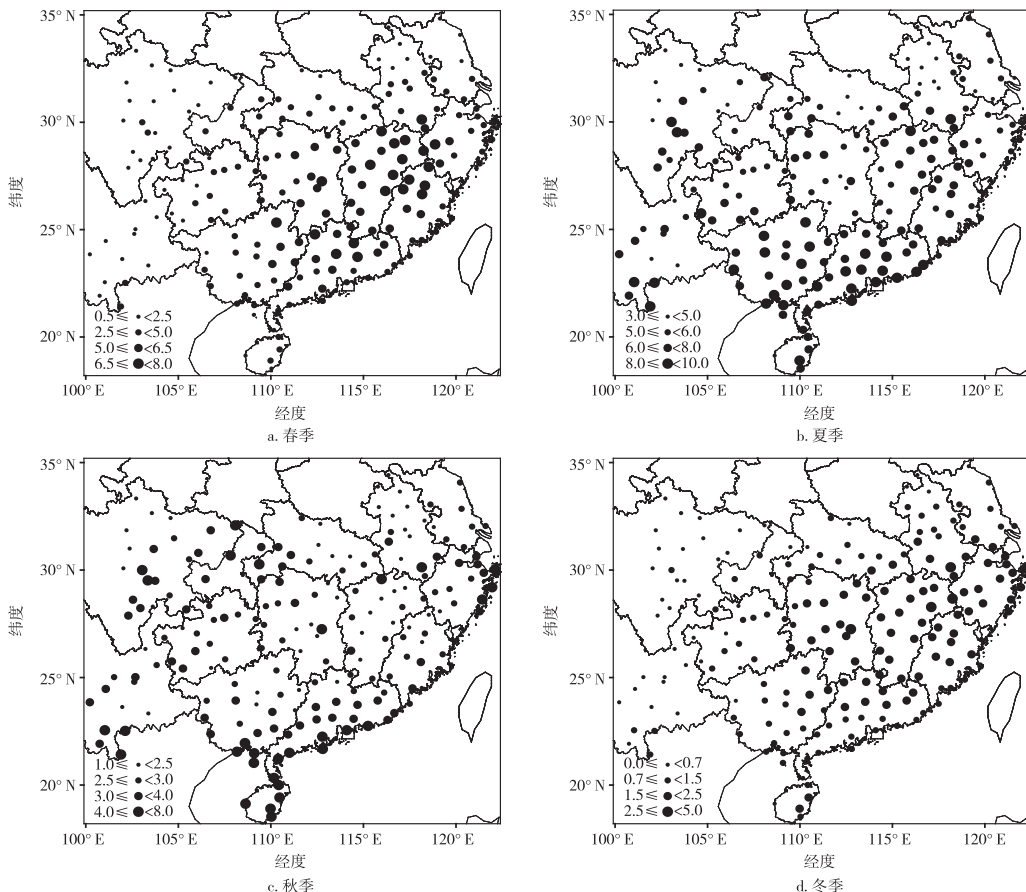 35° N
30° N
25° N
20° N
纬度
0.5≤ <2.5
2.5≤ <5.0
5.0≤ <6.5
6.5≤ <8.0
100° E 105° E 110° E 115° E 120° E
经度
a. 春季
35° N
30° N
25° N
20° N
纬度
3.0≤ <5.0
5.0≤ <6.0
6.0≤ <8.0
8.0≤ <10.0
100° E 105° E 110° E 115° E 120° E
经度
b. 夏季
35° N
30° N
25° N
20° N
纬度
1.0≤ <2.5
2.5≤ <3.0
3.0≤ <4.0
4.0≤ <8.0
100° E 105° E 110° E 115° E 120° E
经度
c. 秋季
35° N
30° N
25° N
20° N
纬度
0.0≤ <0.7
0.7≤ <1.5
1.5≤ <2.5
2.5≤ <5.0
100° E 105° E 110° E 115° E 120° E
经度
d. 冬季